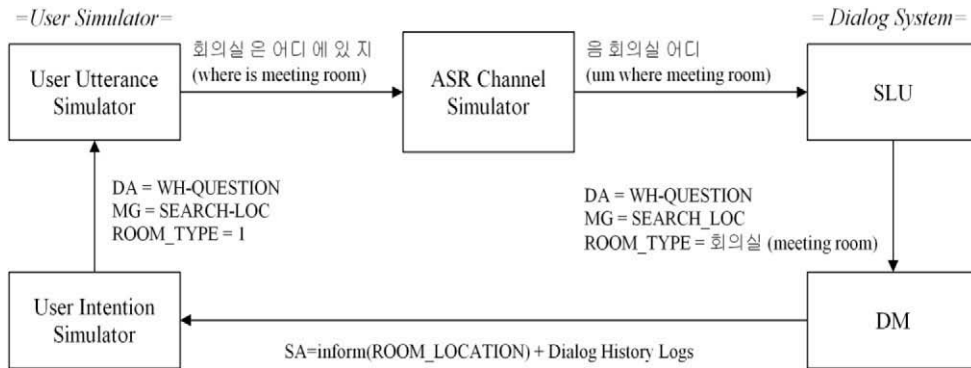 =User Simulator=
= Dialog System=
User Utterance
Simulator
회의실 은 어디 에 있 지
(where is meeting room)
ASR Channel
Simulator
음 회의실 어디
(um where meeting room)
SLU
DA = WH-QUESTION
MG = SEARCH-LOC
ROOM_TYPE = 1
DA = WH-QUESTION
MG = SEARCH_LOC
ROOM_TYPE = 회의실 (meeting room)
User Intention
Simulator
DM
SA=inform(ROOM_LOCATION) + Dialog History Logs